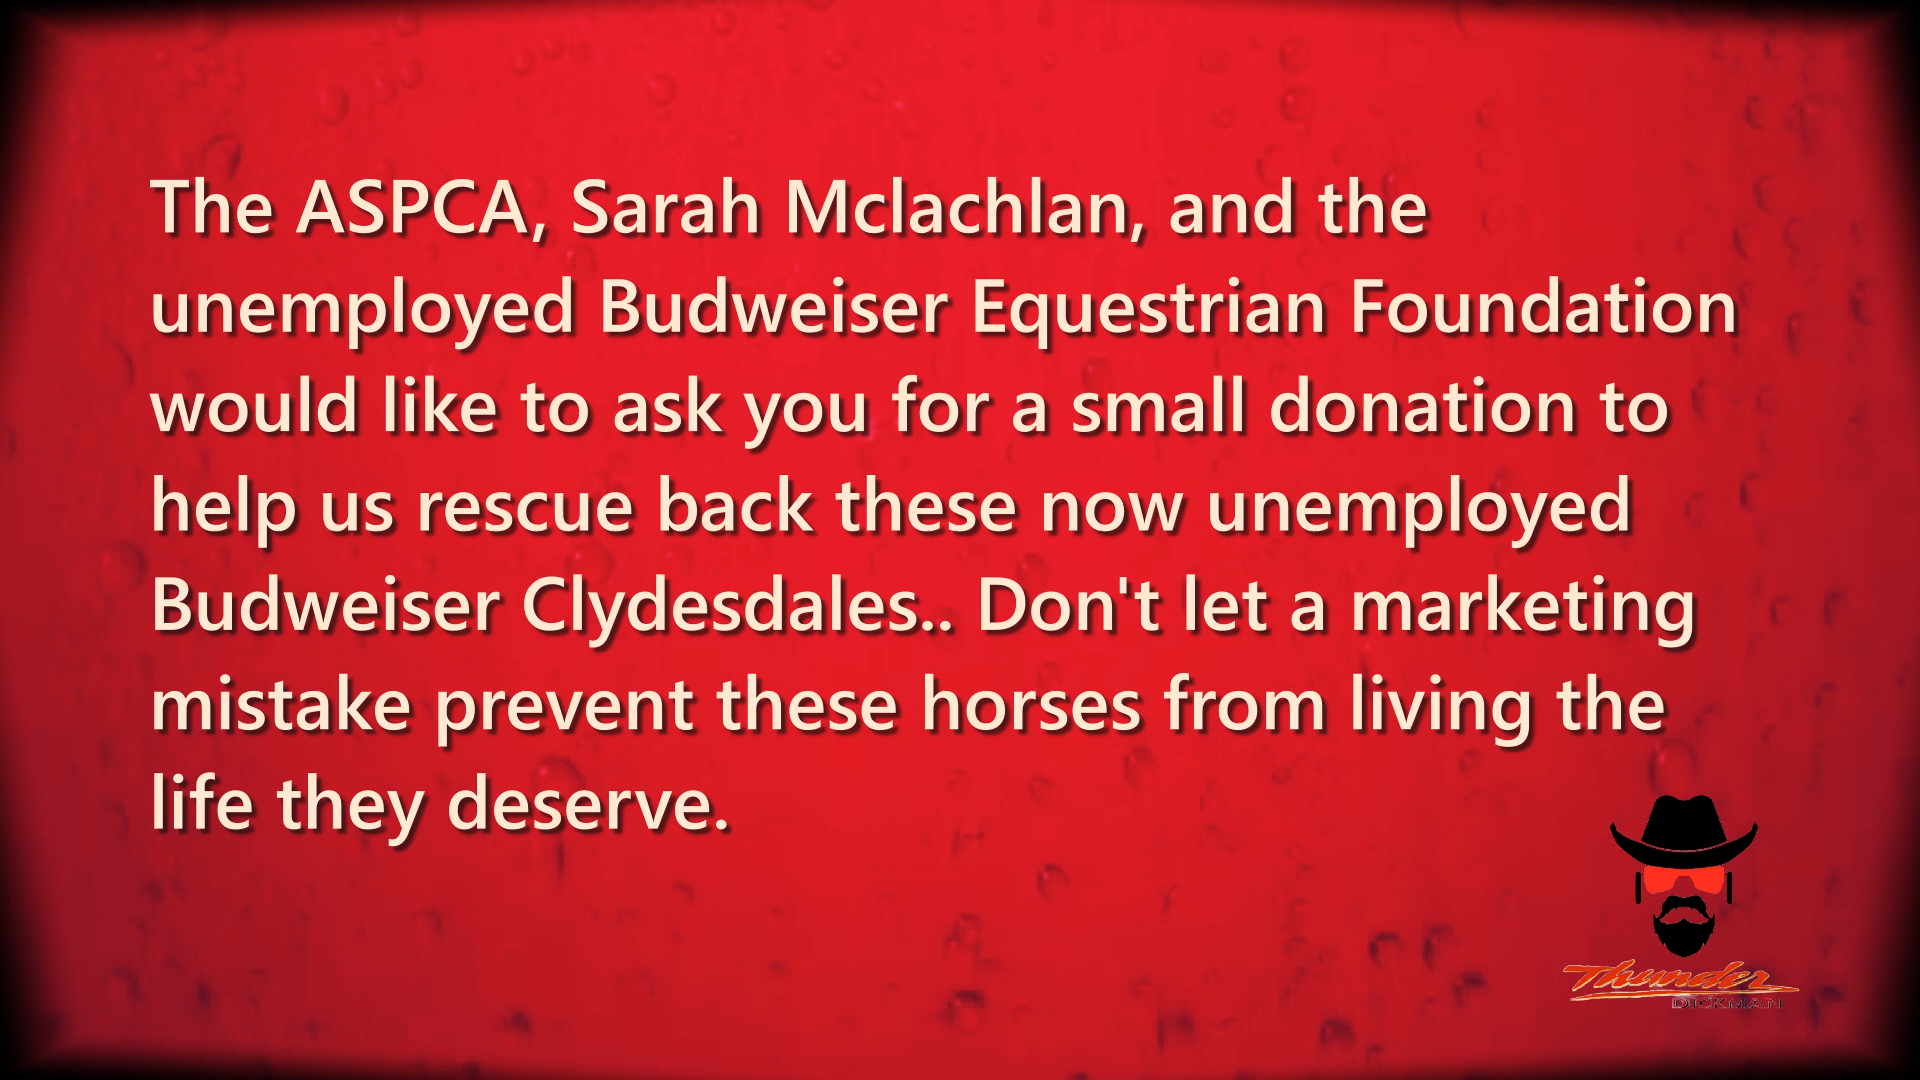 The ASPCA, Sarah Mclachlan, and the
unemployed Budweiser Equestrian Foundation
would like to ask you for a small donation to
help us rescue back these now unemployed
Budweiser Clydesdales.. Don't let a marketing
mistake prevent these horses from living the
life they deserve.
Thunder
DICKMAN